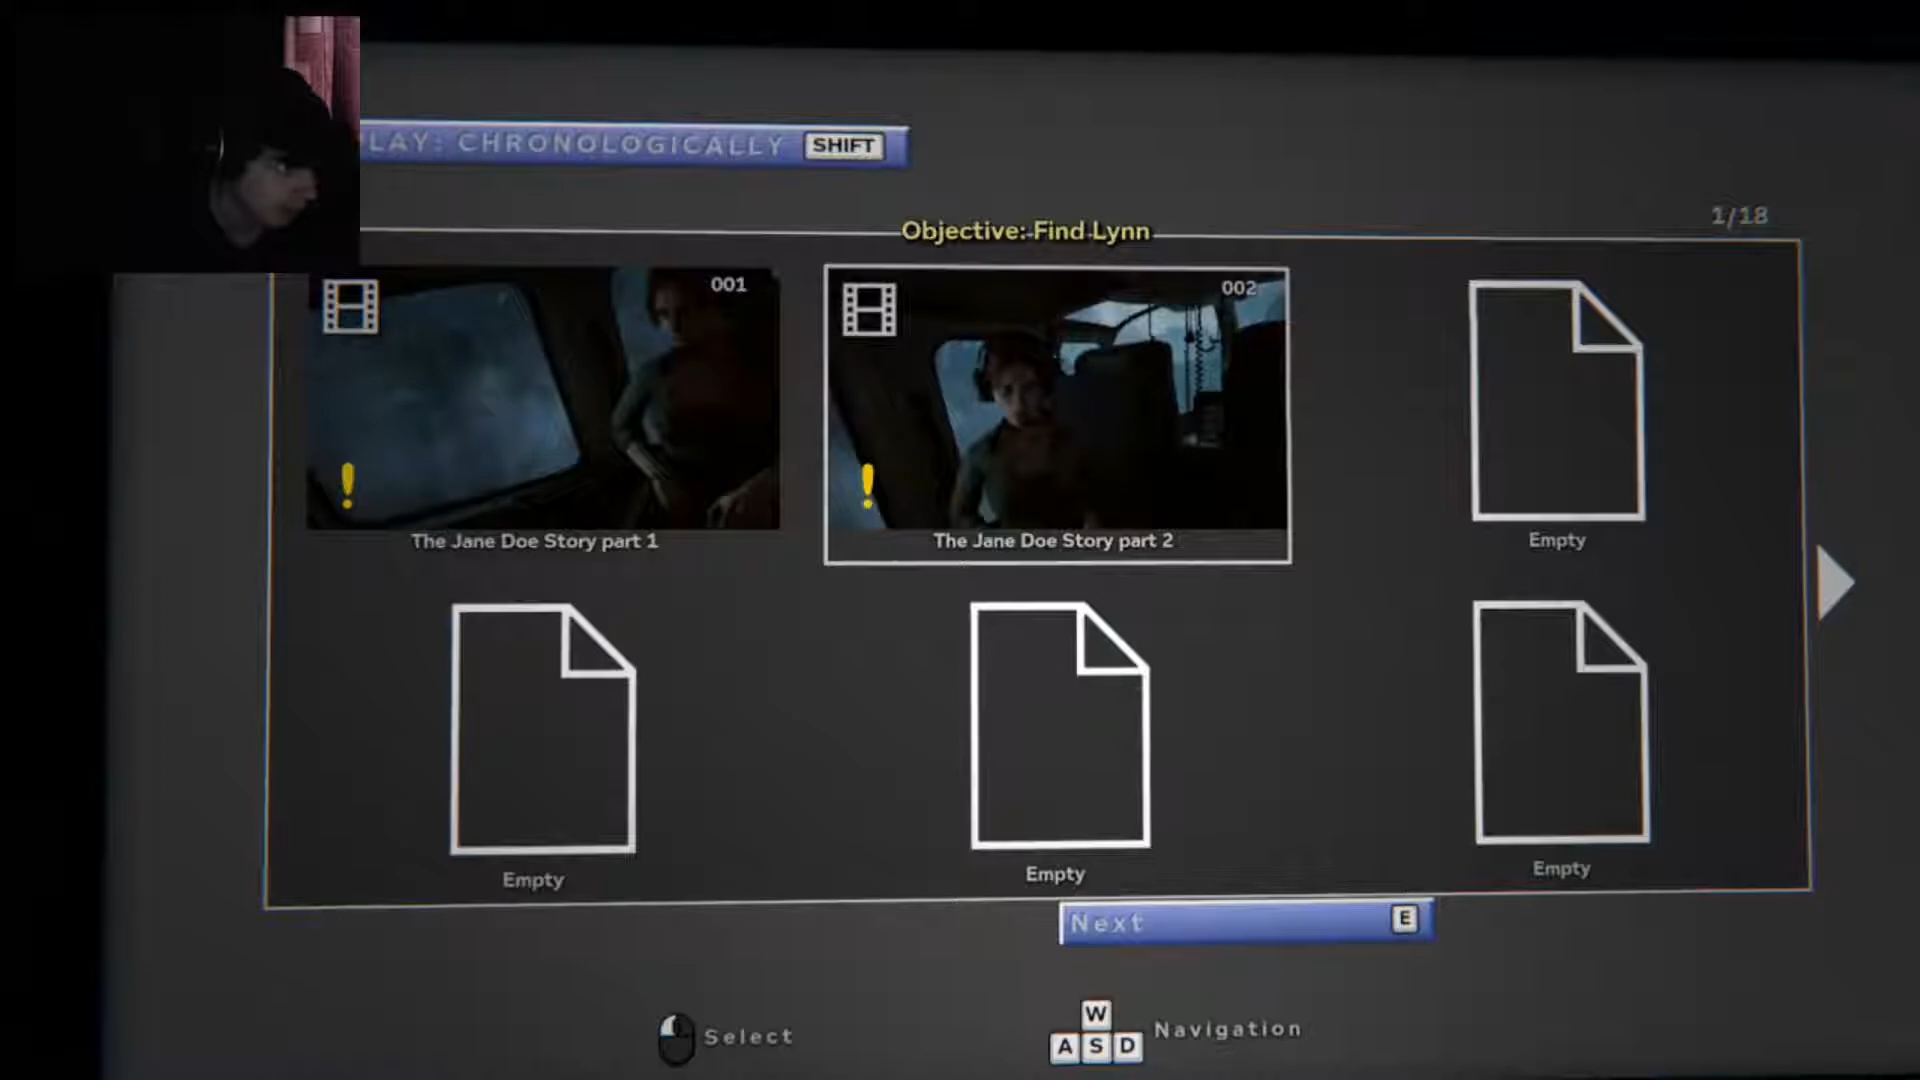 LAY: CHRONOLOGICALLY SHIFT
1/18
Objective: Find Lynn
001
002
The Jane Doe Story part 1
The Jane Doe Story part 2
Empty
Empty
Empty
Empty
Next E
Select
W
A S D
Navigation